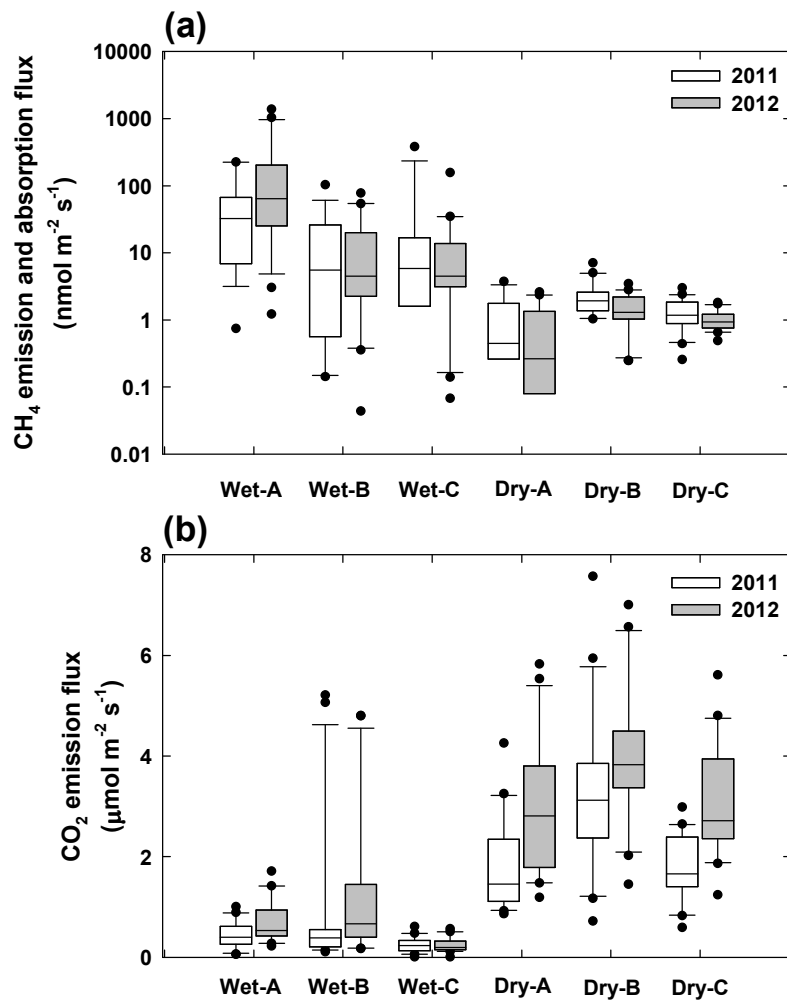 (a)
CH₄ emission and absorption flux
(nmol m⁻² s⁻¹)
10000
1000
100
10
1
0.1
0.01
2011
2012
Wet-A Wet-B Wet-C Dry-A Dry-B Dry-C
(b)
CO₂ emission flux
(μmol m⁻² s⁻¹)
8
6
4
2
0
2011
2012
Wet-A Wet-B Wet-C Dry-A Dry-B Dry-C